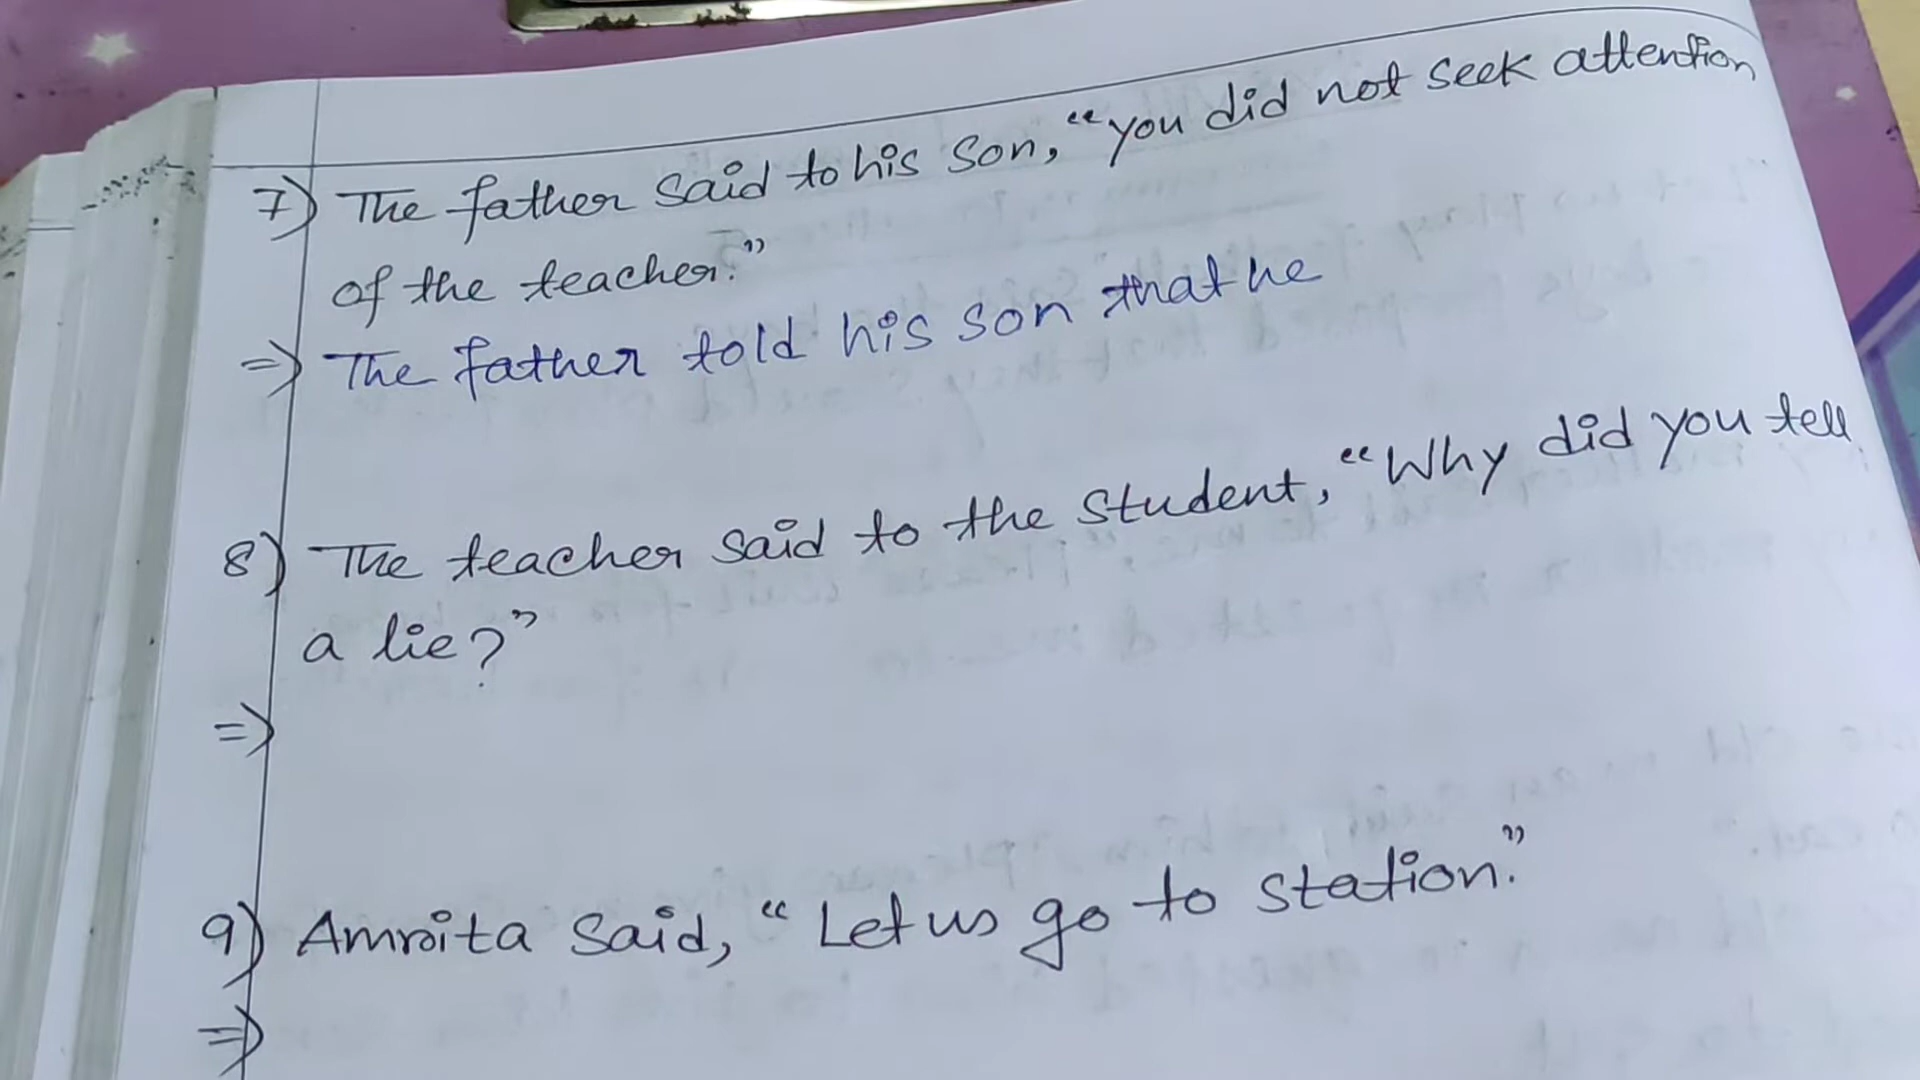 7) The father said to his son, "you did not seek attention
of the teacher."
=> The father told his son that he
8) The teacher said to the student, "Why did you tell
a lie?"
=>
9) Amrita said, "Let us go to station."
=>